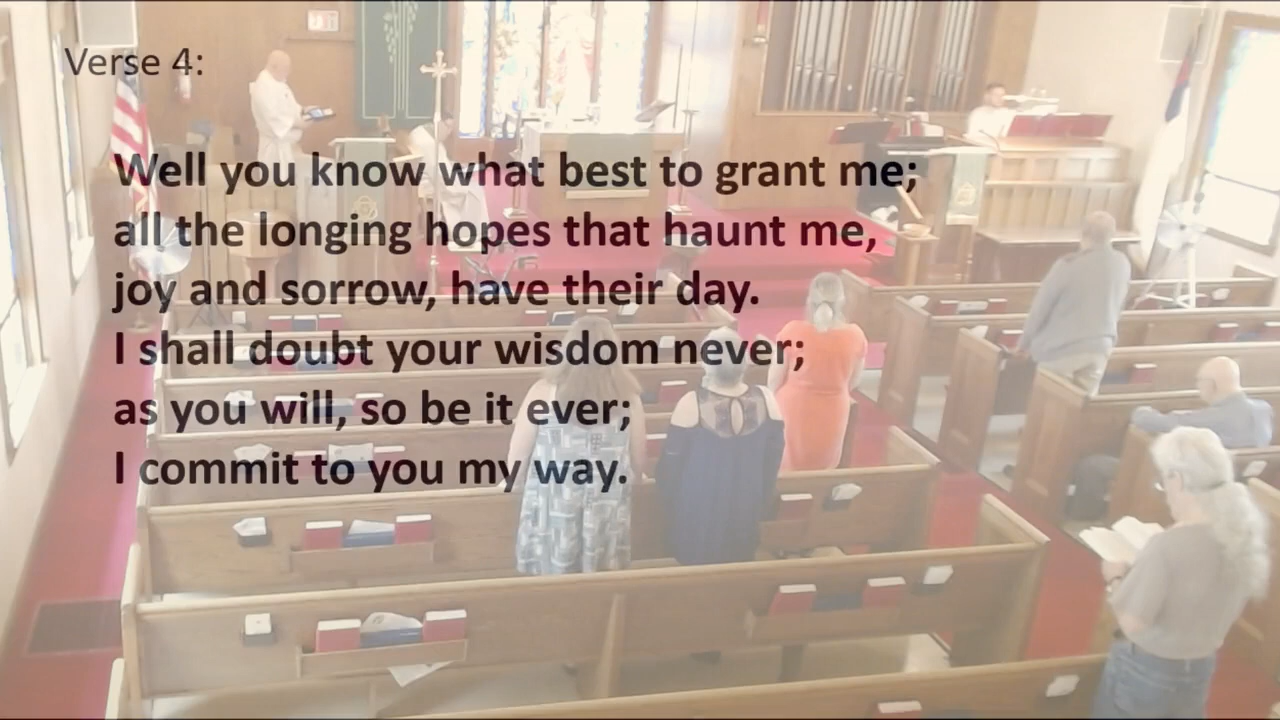 Verse 4:
Well you know what best to grant me;
all the longing hopes that haunt me,
joy and sorrow, have their day.
I shall doubt your wisdom never;
as you will, so be it ever;
I commit to you my way.